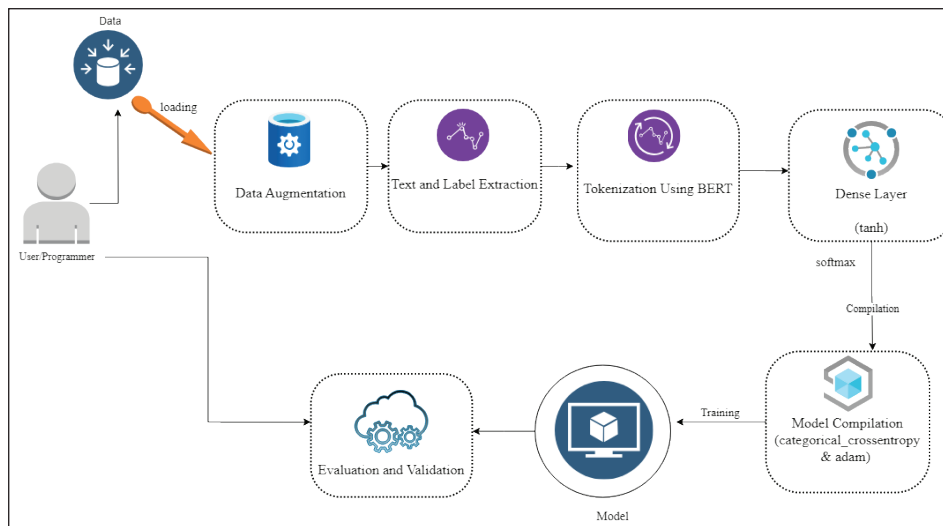 Data
loading
Data Augmentation
Text and Label Extraction
Tokenization Using BERT
Dense Layer
(tanh)
User/Programmer
softmax
Compilation
Model Compilation
(categorical_crossentropy
& adam)
Training
Model
Evaluation and Validation